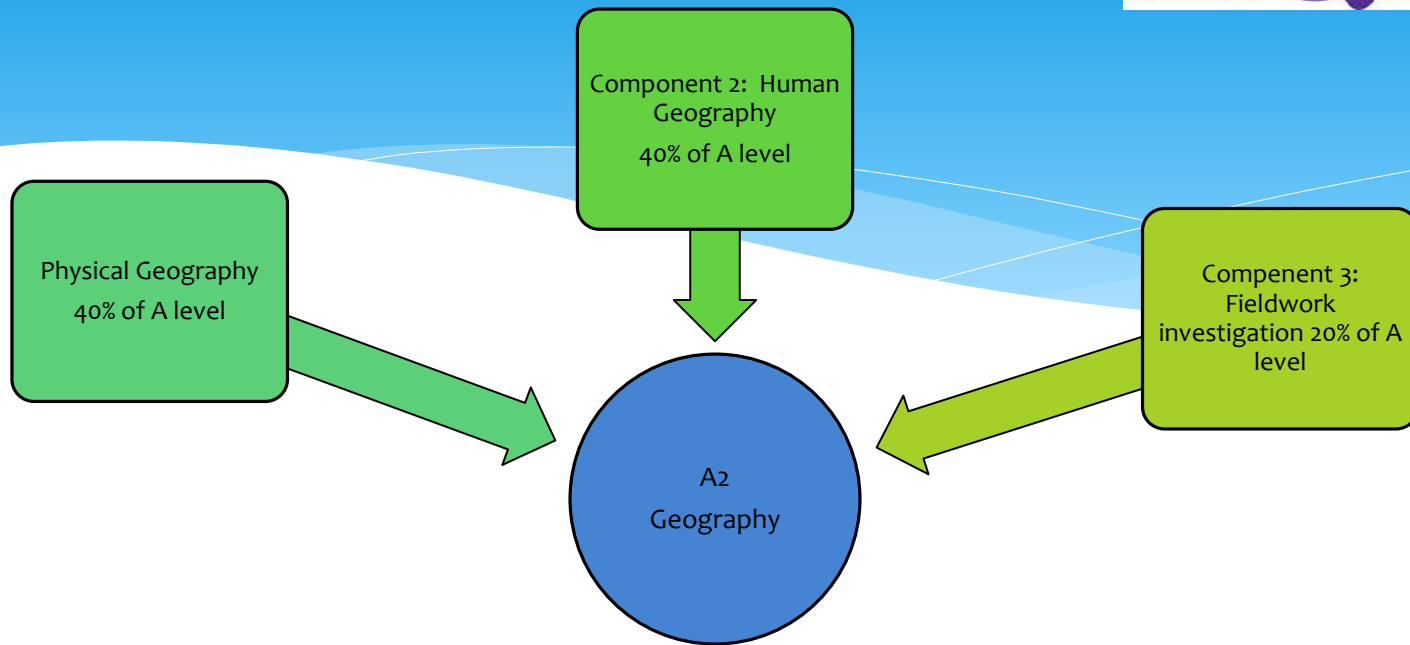 Component 2: Human
Geography
40% of A level
Physical Geography
40% of A level
Compenent 3:
Fieldwork
investigation 20% of A
level
A2
Geography